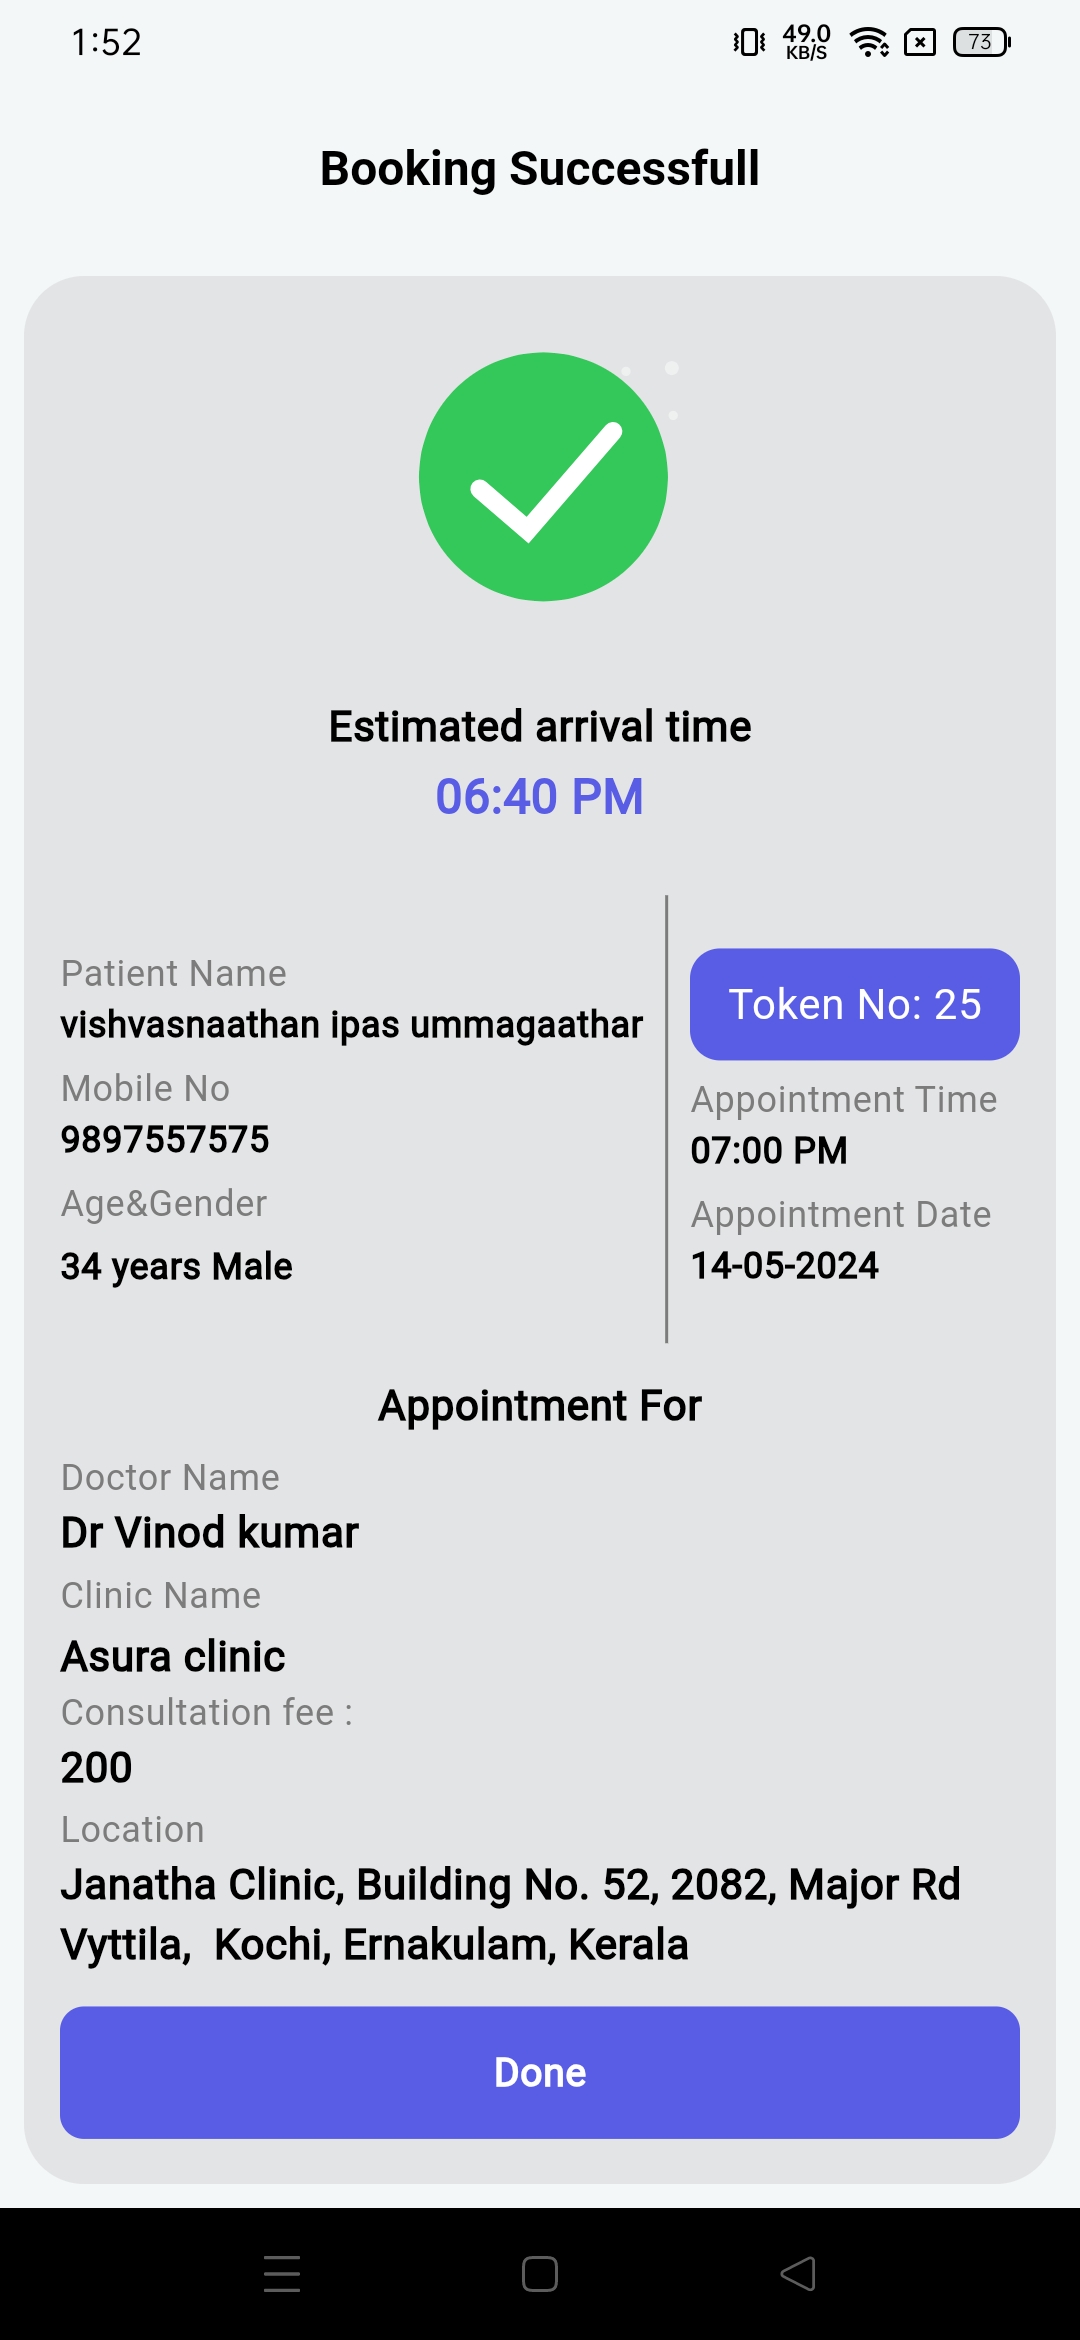 1:52
49.0
KB/S
73
Booking Successfull
Estimated arrival time
06:40 PM
Patient Name
vishvasnaathan ipas ummagaathar
Mobile No
9897557575
Age&Gender
34 years Male
Token No: 25
Appointment Time
07:00 PM
Appointment Date
14-05-2024
Appointment For
Doctor Name
Dr Vinod kumar
Clinic Name
Asura clinic
Consultation fee :
200
Location
Janatha Clinic, Building No. 52, 2082, Major Rd
Vyttila,  Kochi, Ernakulam, Kerala
Done